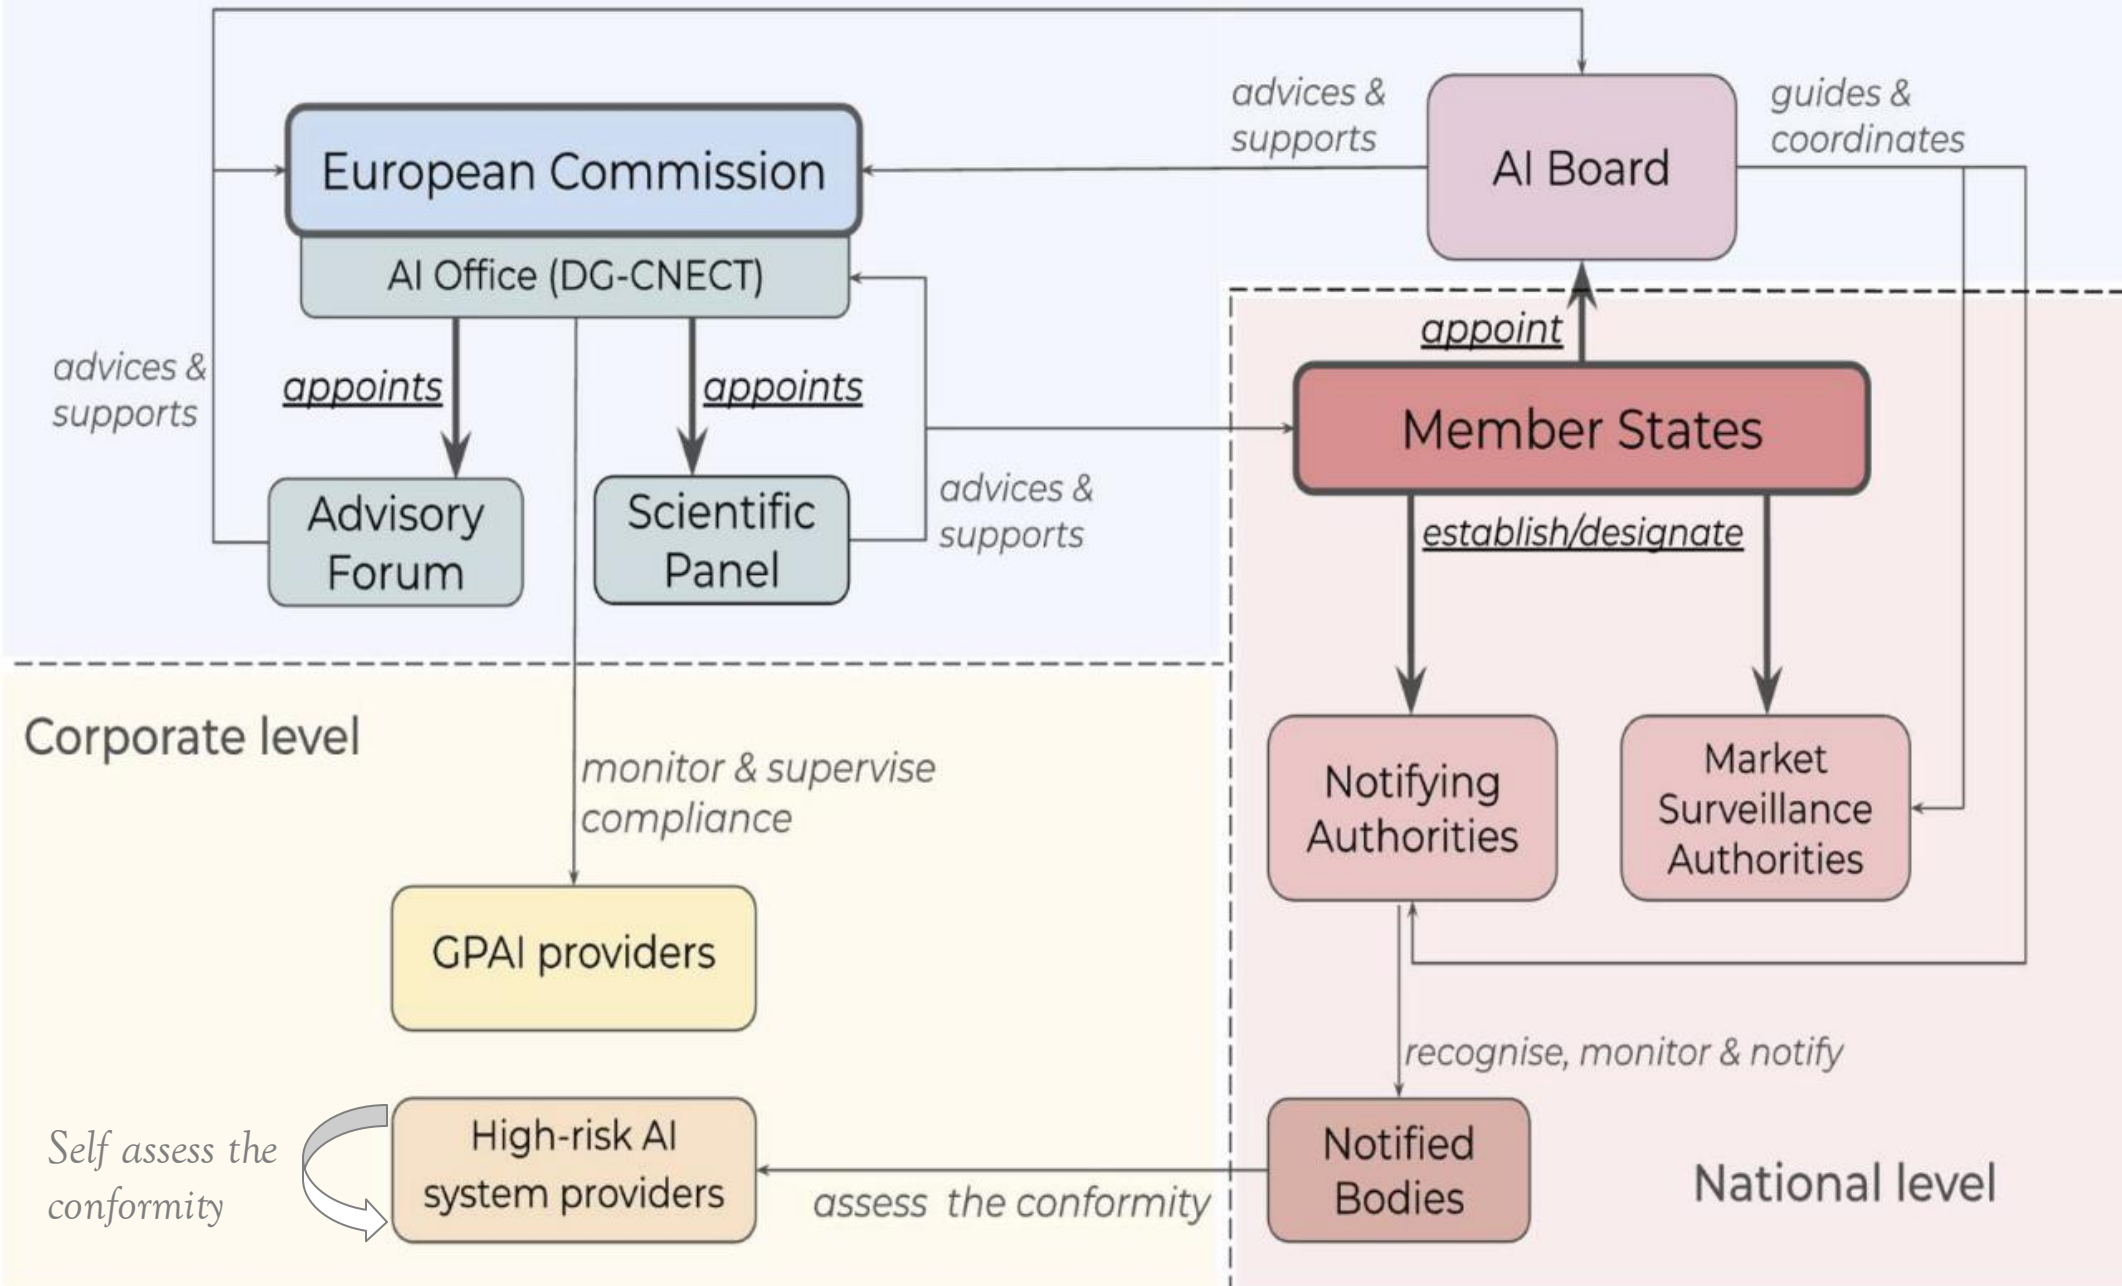 advices &
supports
guides &
coordinates
European Commission
AI Board
AI Office (DG-CNECT)
appoint
advices &
supports
appoints
appoints
Member States
advices &
supports
Advisory
Forum
Scientific
Panel
establish/designate
Corporate level
monitor & supervise
compliance
Notifying
Authorities
Market
Surveillance
Authorities
GPAI providers
recognise, monitor & notify
Self assess the
conformity
High-risk AI
system providers
assess the conformity
Notified
Bodies
National level